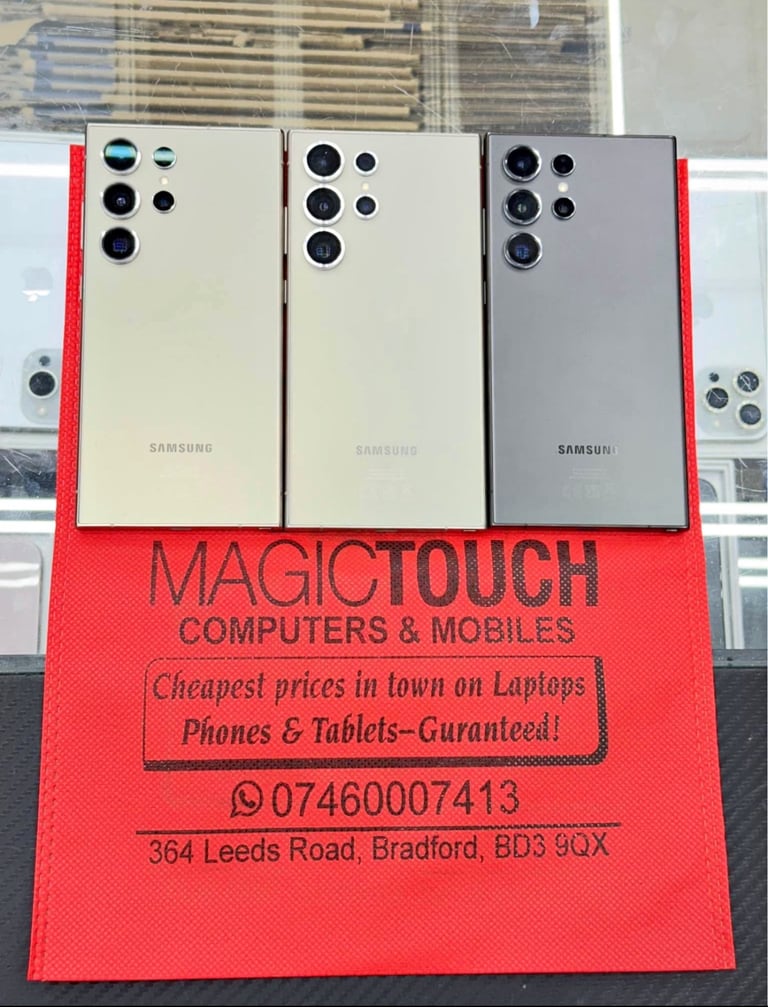 SAMSUNG
SAMSUNG
SAMSUNG
MAGICTOUCH
COMPUTERS & MOBILES
Cheapest prices in town on Laptops
Phones & Tablets-Guranteed!
07460007413
364 Leeds Road, Bradford, BD3 9QX